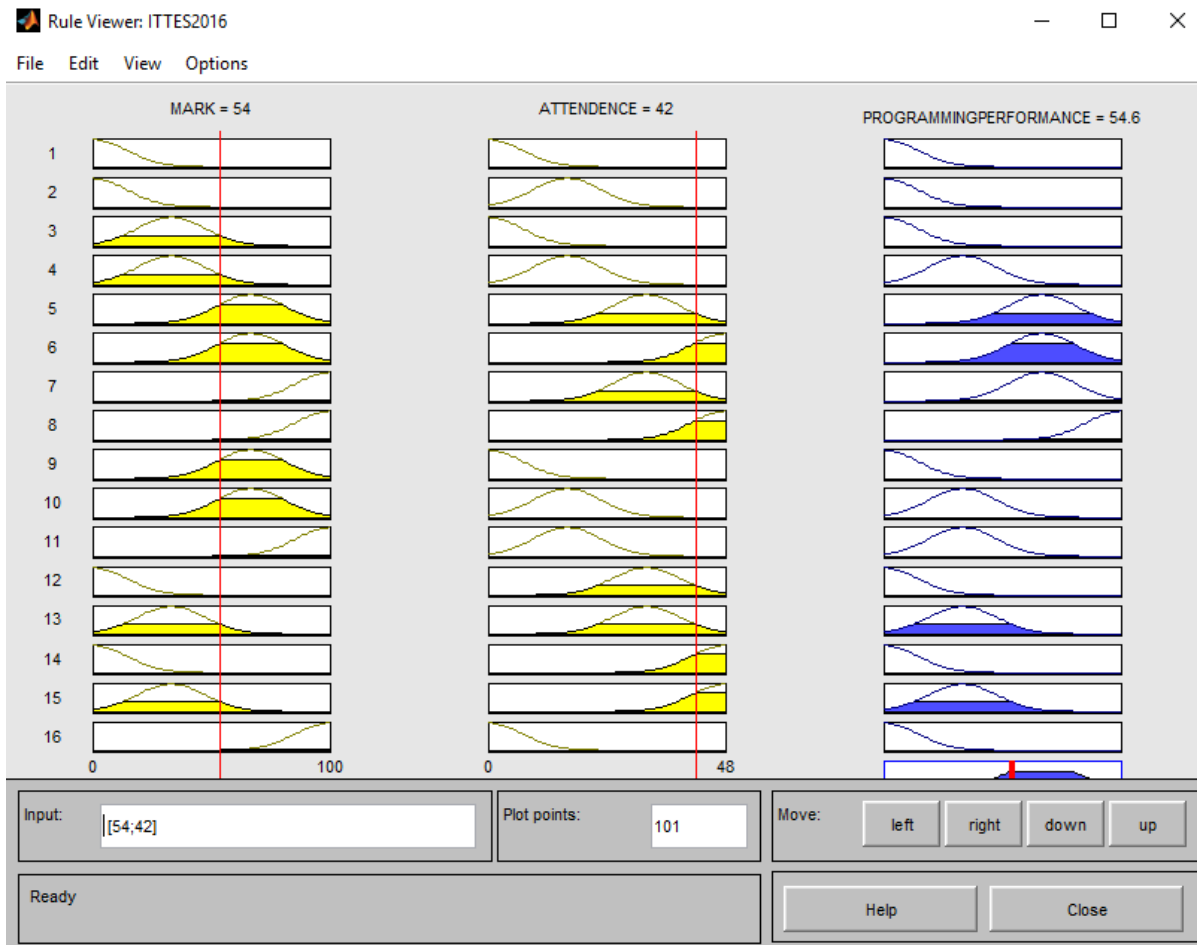 Rule Viewer: ITTES2016
File Edit View Options
MARK = 54 ATTENDENCE = 42 PROGRAMMINGPERFORMANCE = 54.6
1
2
3
4
5
6
7
8
9
10
11
12
13
14
15
16
0 100 0 48
Input: [54;42] Plot points: 101 Move: left right down up
Ready Help Close